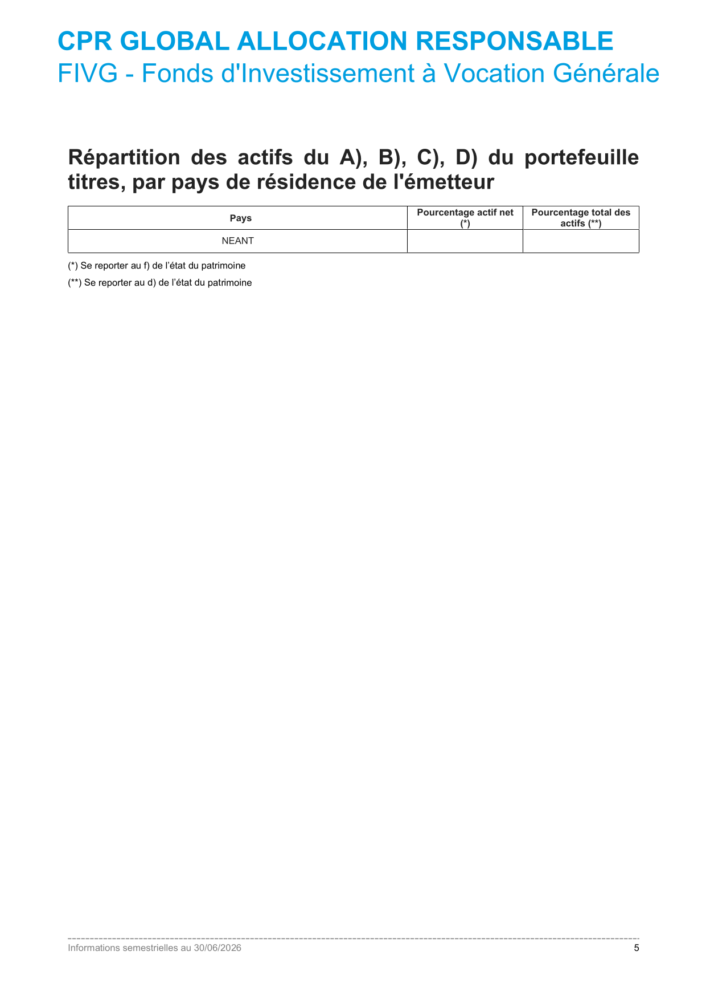 CPR GLOBAL ALLOCATION RESPONSABLE
FIVG - Fonds d'Investissement à Vocation Générale
Répartition des actifs du A), B), C), D) du portefeuille
titres, par pays de résidence de l'émetteur
Pays
Pourcentage actif net
(*)
Pourcentage total des
actifs (**)
NEANT
(*) Se reporter au f) de l’état du patrimoine
(**) Se reporter au d) de l’état du patrimoine
Informations semestrielles au 30/06/2026
5